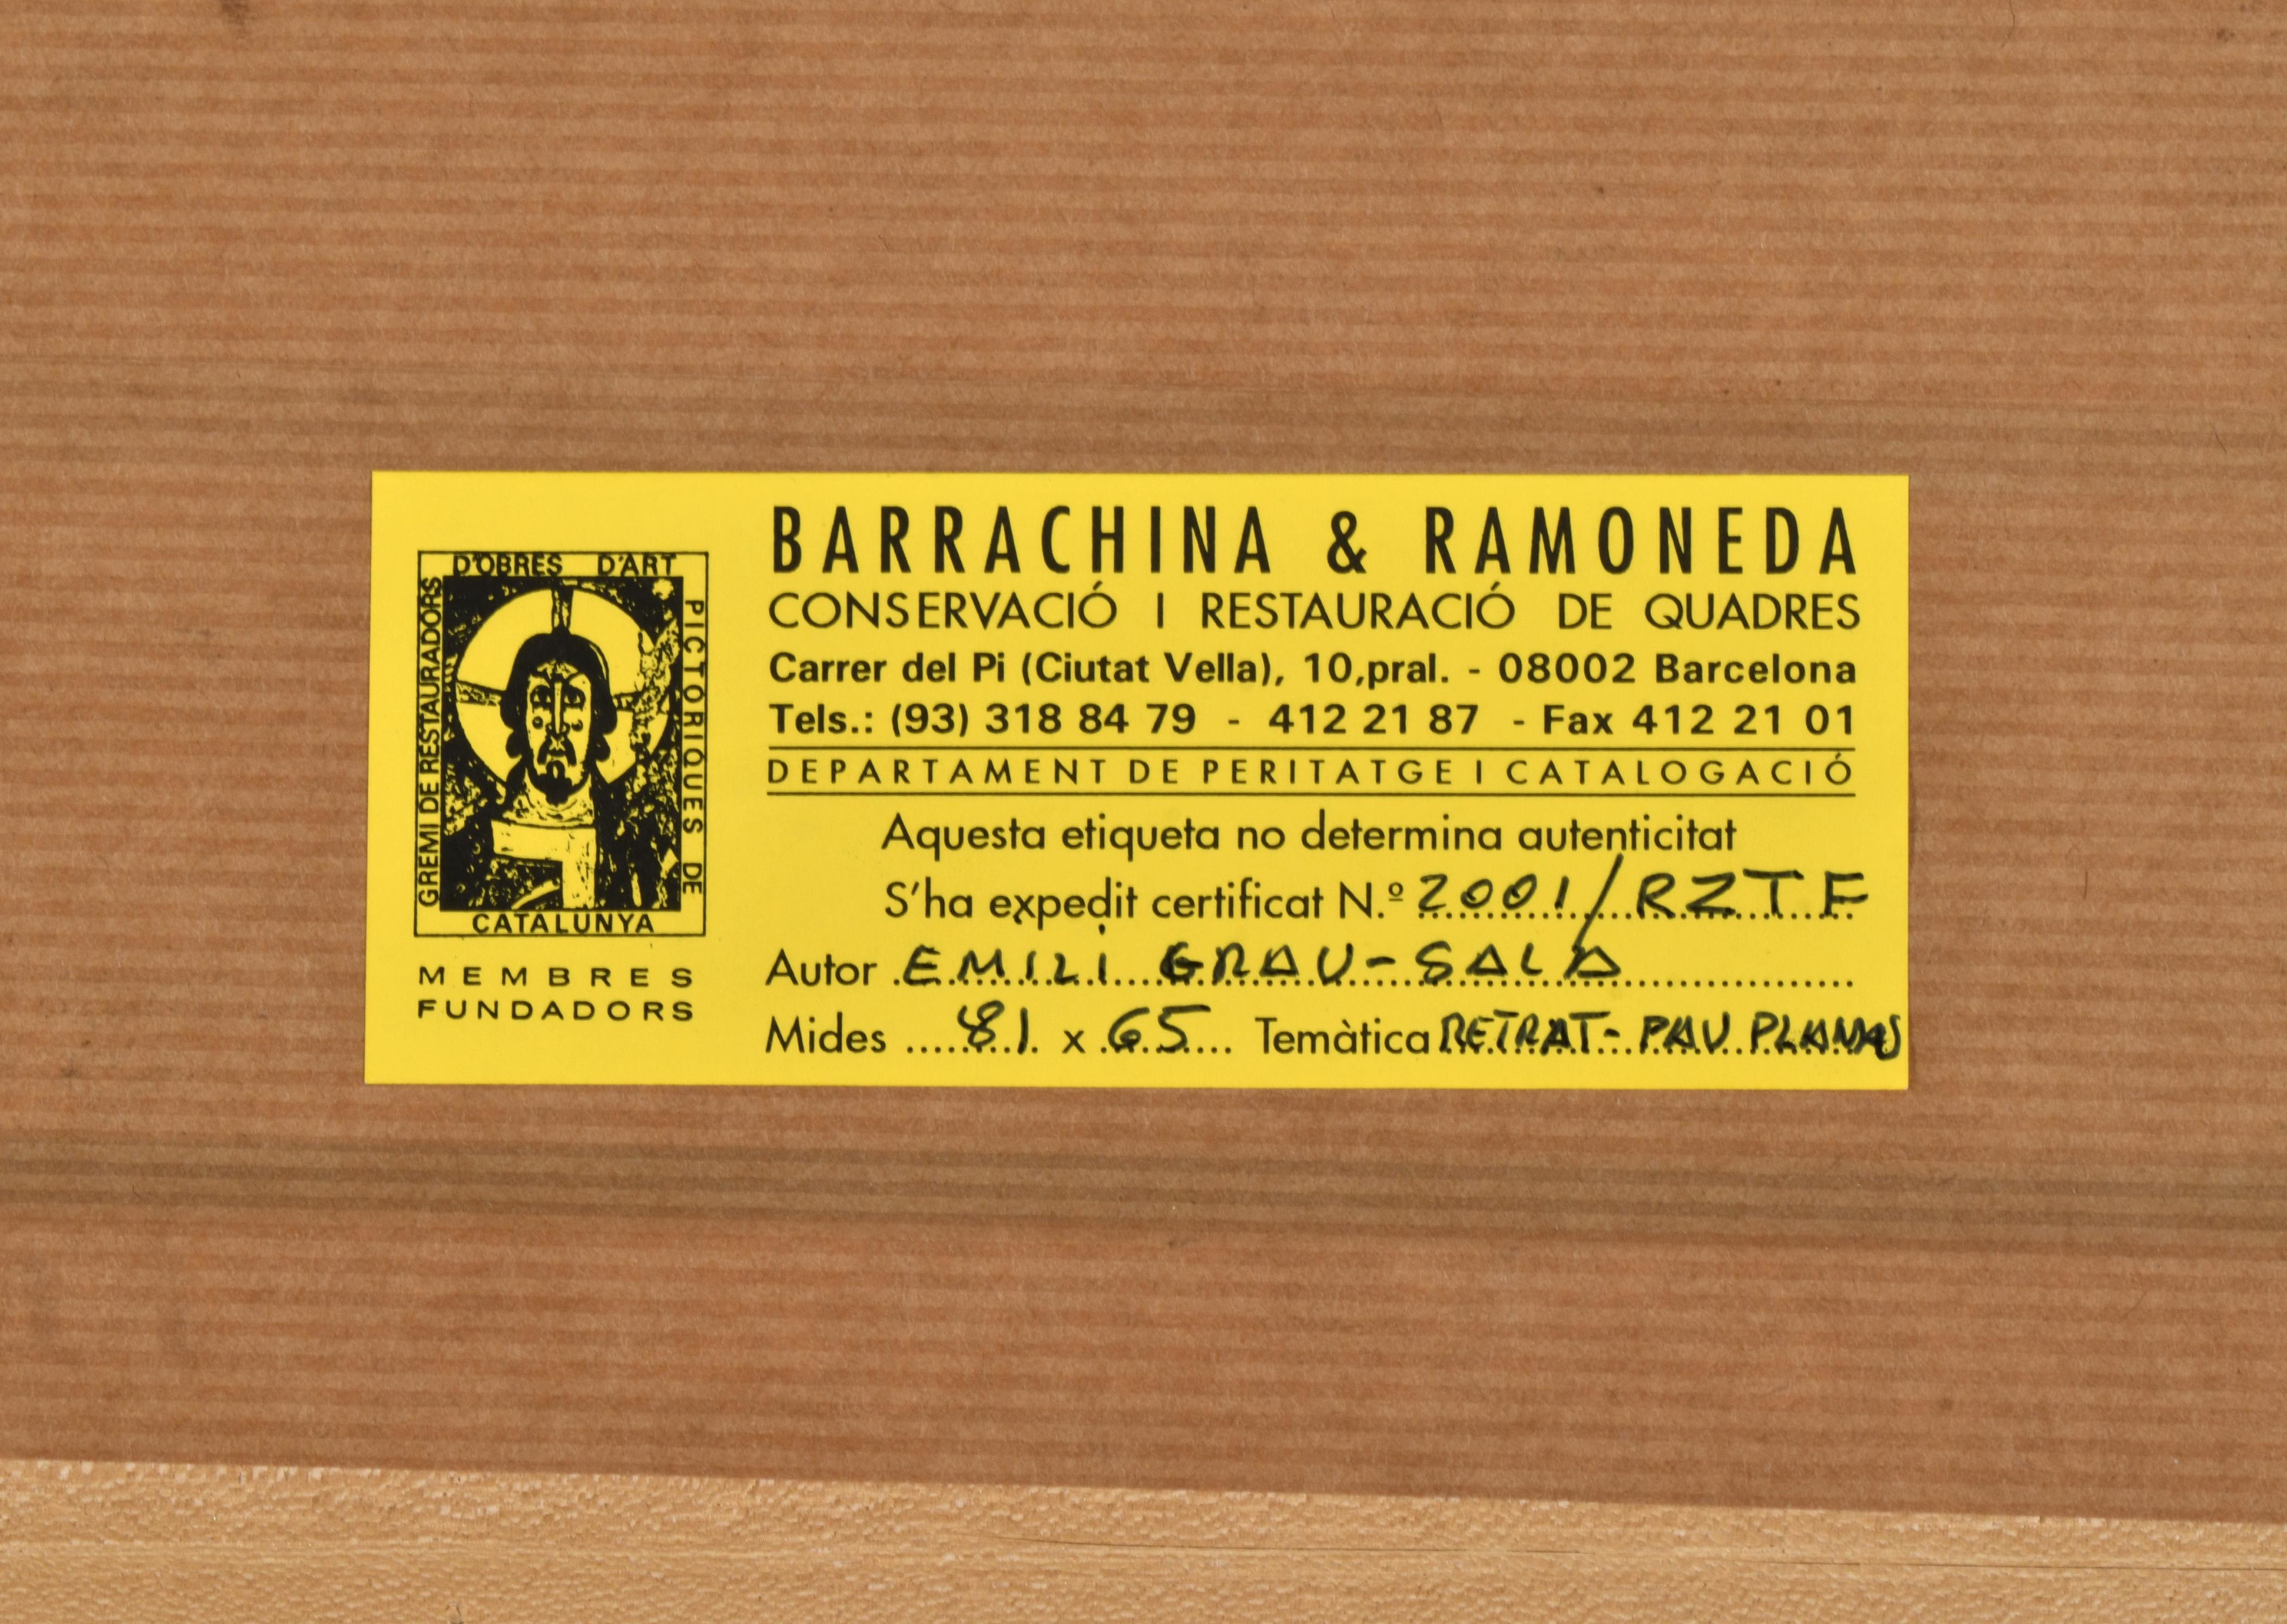 D'OBRES D'ART
GREMI DE RESTAURADORS
PICTORIQUES DE
CATALUNYA
MEMBRES
FUNDADORS
BARRACHINA & RAMONEDA
CONSERVACIÓ I RESTAURACIÓ DE QUADRES
Carrer del Pi (Ciutat Vella), 10,pral. - 08002 Barcelona
Tels.: (93) 318 84 79 - 412 21 87 - Fax 412 21 01
DEPARTAMENT DE PERITATGE I CATALOGACIÓ
Aquesta etiqueta no determina autenticitat
S'ha expedit certificat N.º 2001/RZTF
Autor EMILI GRAU-SALA
Mides 81 x 65 Temàtica RETRAT- PAU PLANAS